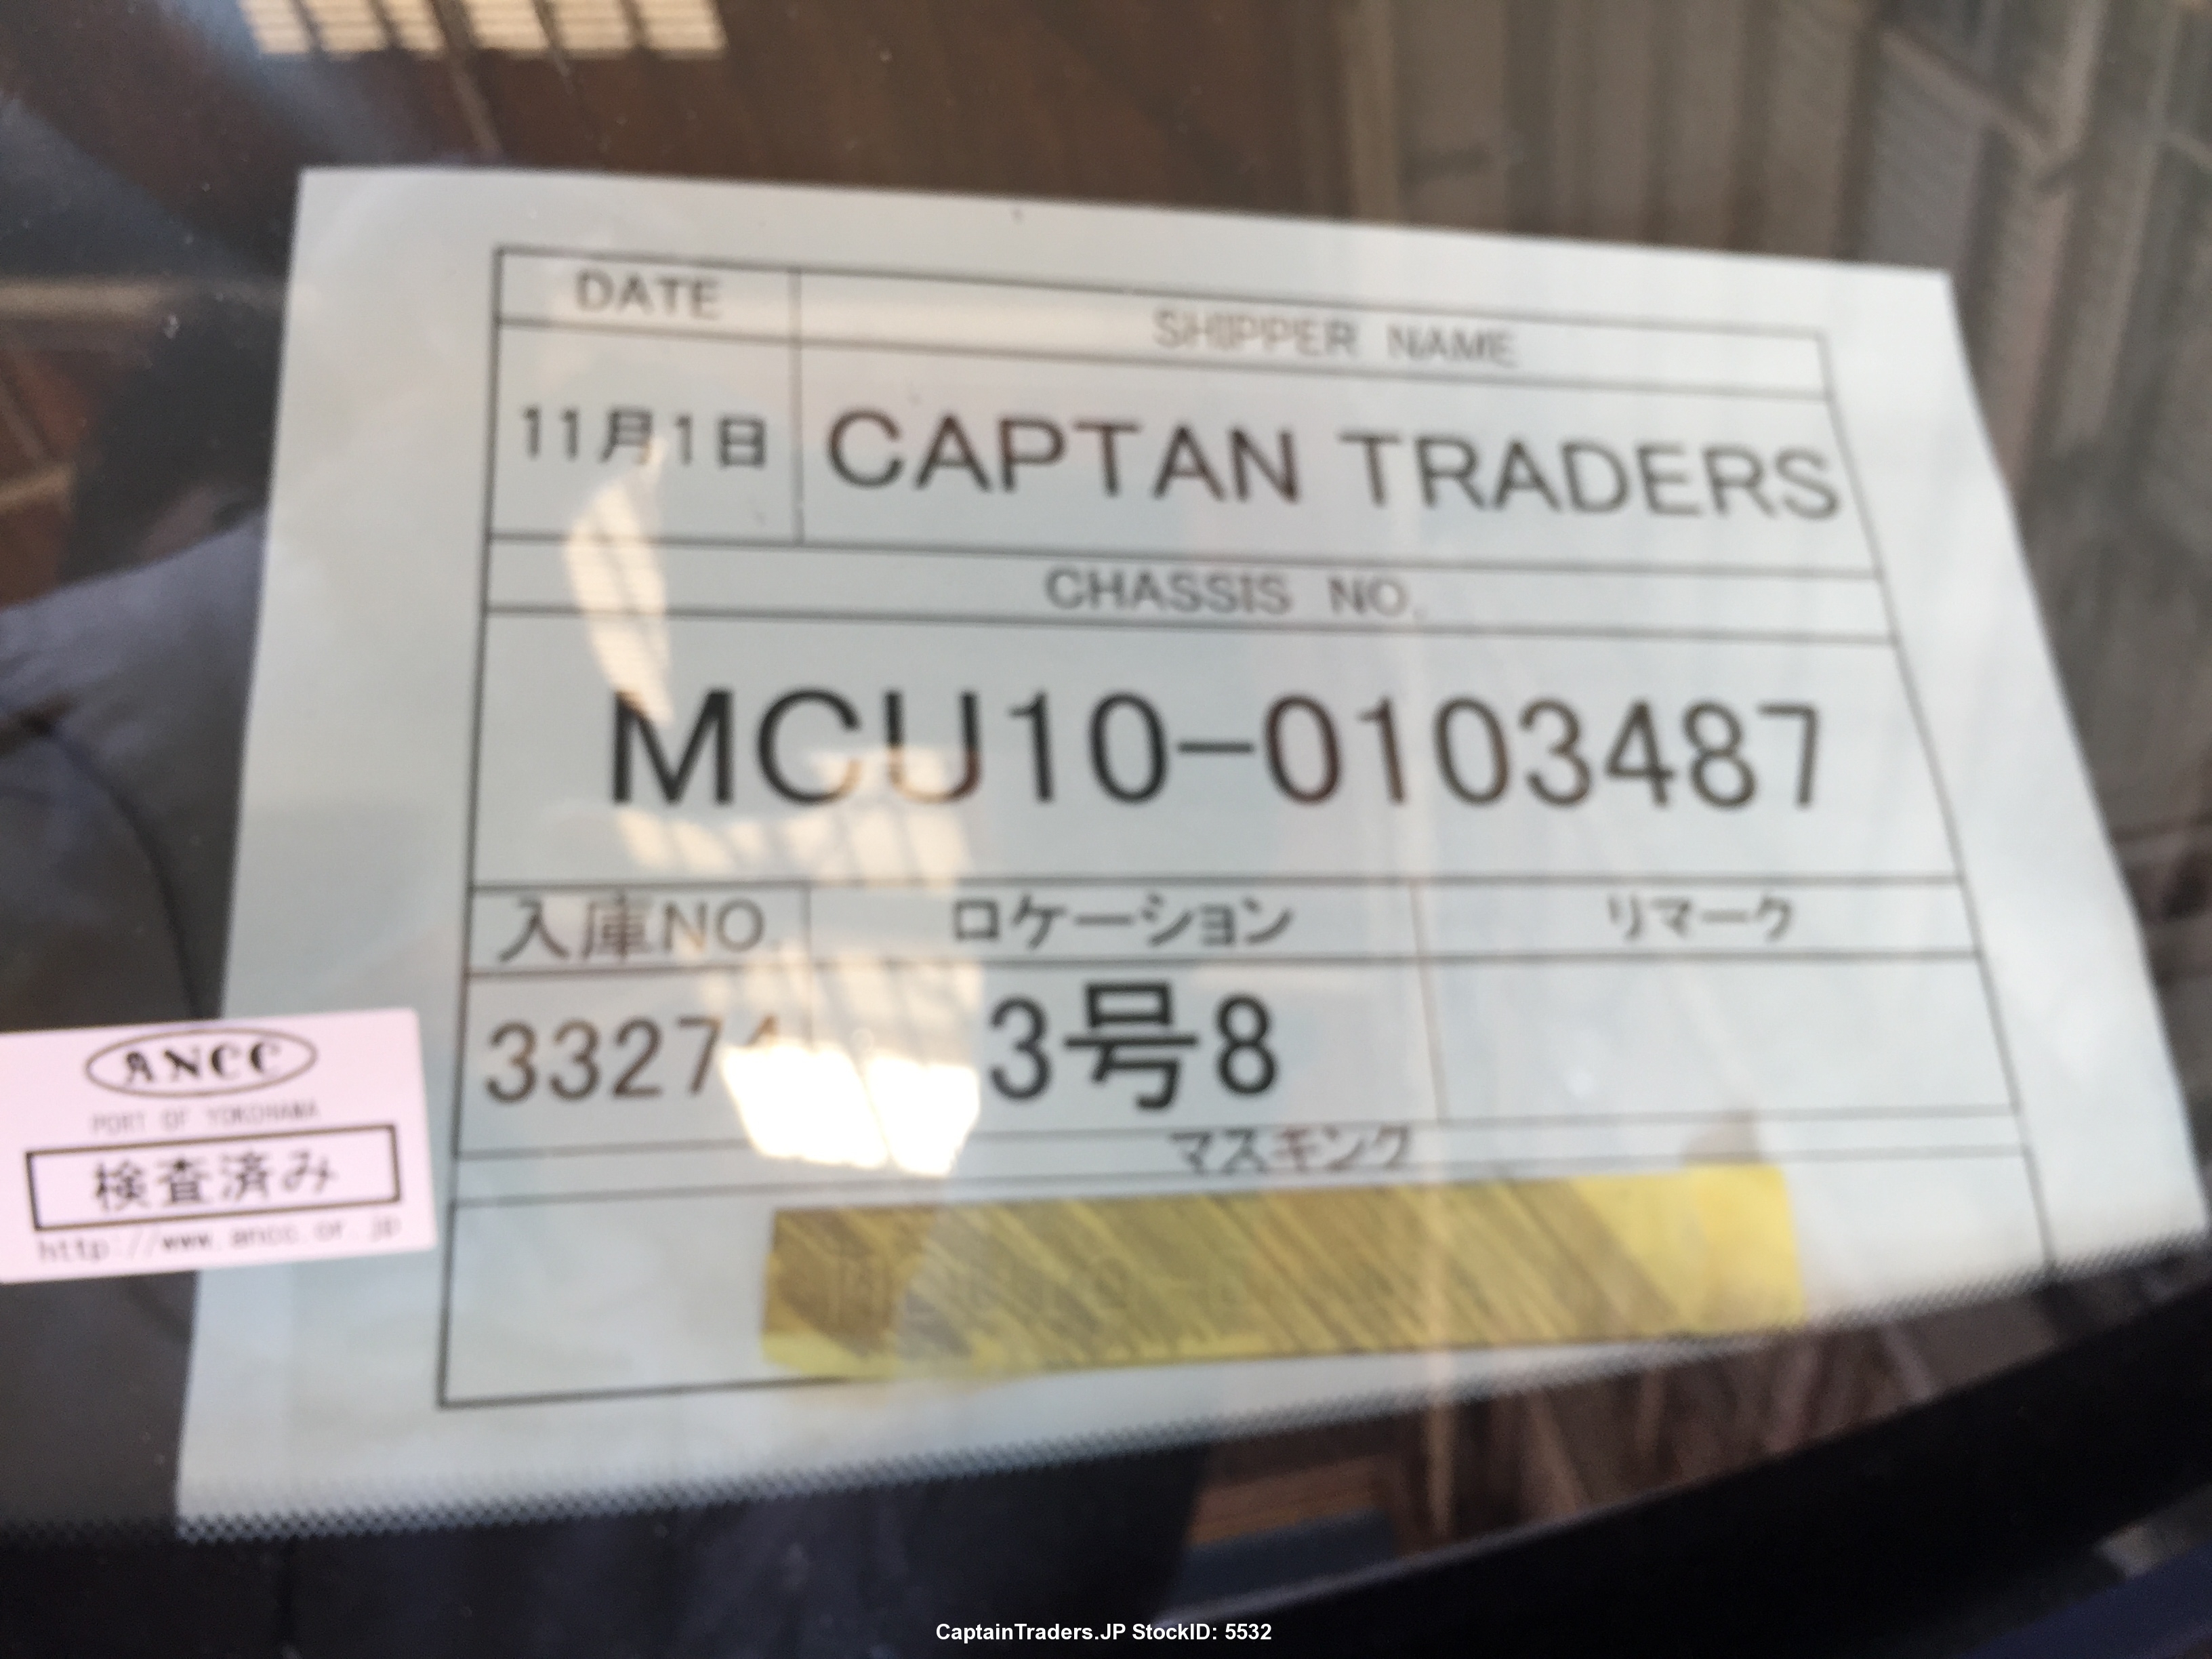 DATE
SHIPPER NAME
11月1日
CAPTAN TRADERS
CHASSIS NO.
MCU10-0103487
入庫NO
ロケーション
リマーク
3号8
マスキング
ANCC
PORT OF YOKOHAMA
検査済み
http://www.ancc.or.jp
CaptainTraders.JP StockID: 5532